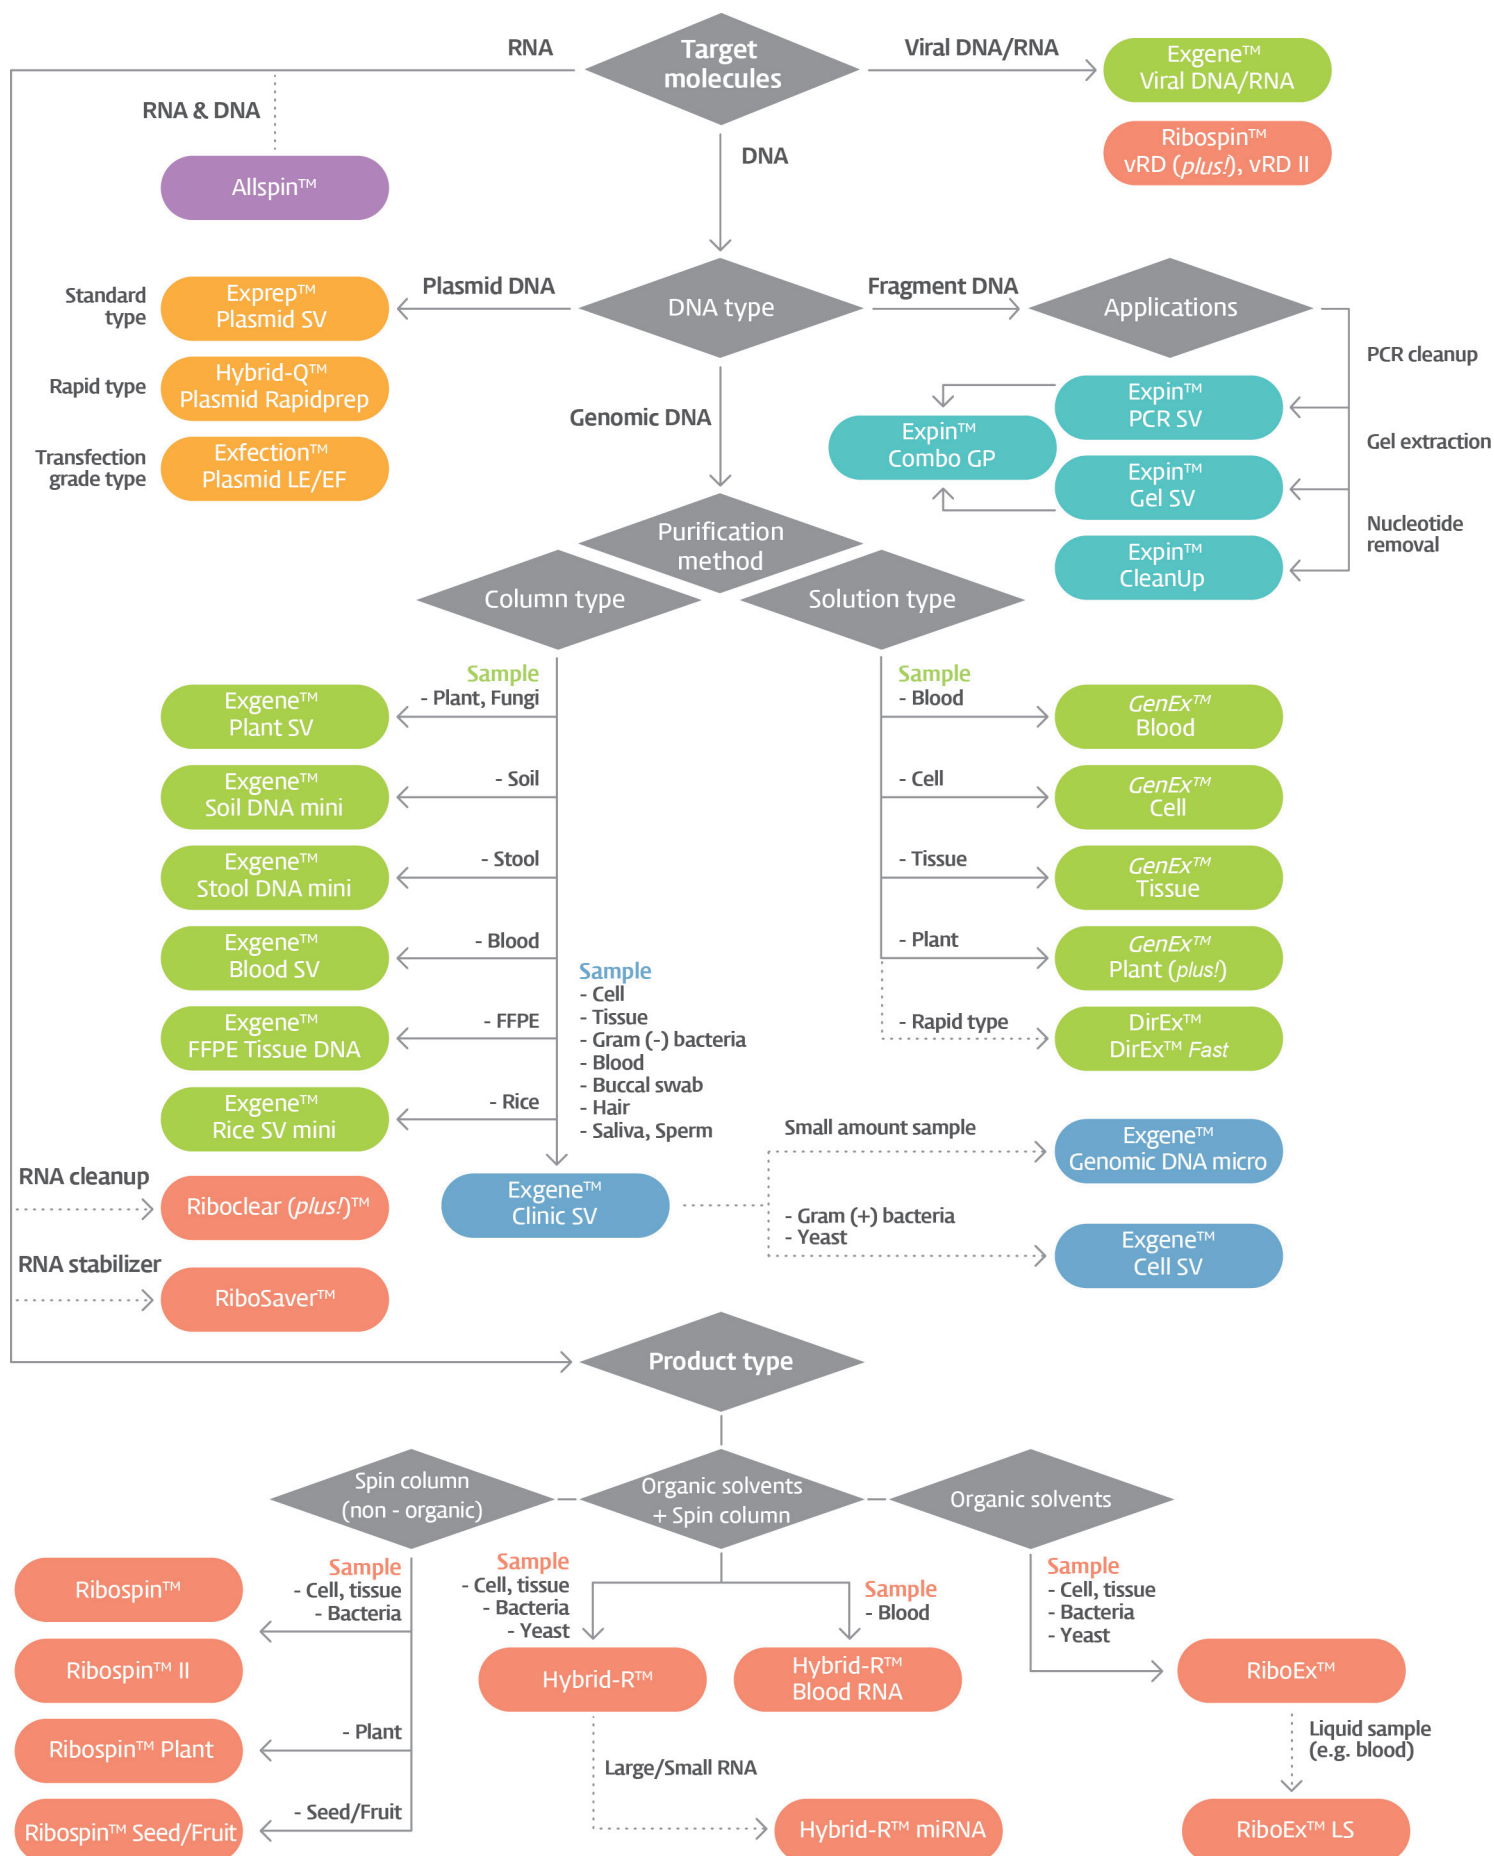 RNA
Target
molecules
Viral DNA/RNA
Exgene™
Viral DNA/RNA
RNA & DNA
Ribospin™
vRD (plus!), vRD II
DNA
Allspin™
Standard
type
Exprep™
Plasmid SV
Plasmid DNA
DNA type
Fragment DNA
Applications
Rapid type
Hybrid-Q™
Plasmid Rapidprep
Transfection
grade type
Exfection™
Plasmid LE/EF
Genomic DNA
PCR cleanup
Expin™
PCR SV
Expin™
Combo GP
Gel extraction
Expin™
Gel SV
Nucleotide
removal
Expin™
CleanUp
Purification
method
Column type
Solution type
Sample
- Plant, Fungi
Exgene™
Plant SV
- Soil
Exgene™
Soil DNA mini
- Stool
Exgene™
Stool DNA mini
- Blood
Exgene™
Blood SV
- FFPE
Exgene™
FFPE Tissue DNA
- Rice
Exgene™
Rice SV mini
Sample
- Cell
- Tissue
- Gram (-) bacteria
- Blood
- Buccal swab
- Hair
- Saliva, Sperm
Exgene™
Clinic SV
Sample
- Blood
GenEx™
Blood
- Cell
GenEx™
Cell
- Tissue
GenEx™
Tissue
- Plant
GenEx™
Plant (plus!)
- Rapid type
DirEx™
DirEx™ Fast
Small amount sample
Exgene™
Genomic DNA micro
- Gram (+) bacteria
- Yeast
Exgene™
Cell SV
RNA cleanup
Riboclear (plus!)™
RNA stabilizer
RiboSaver™
Product type
Spin column
(non - organic)
Organic solvents
+ Spin column
Organic solvents
Sample
- Cell, tissue
- Bacteria
Ribospin™
Ribospin™ II
- Plant
Ribospin™ Plant
- Seed/Fruit
Ribospin™ Seed/Fruit
Sample
- Cell, tissue
- Bacteria
- Yeast
Hybrid-R™
Sample
- Blood
Hybrid-R™
Blood RNA
Large/Small RNA
Hybrid-R™ miRNA
Sample
- Cell, tissue
- Bacteria
- Yeast
RiboEx™
Liquid sample
(e.g. blood)
RiboEx™ LS